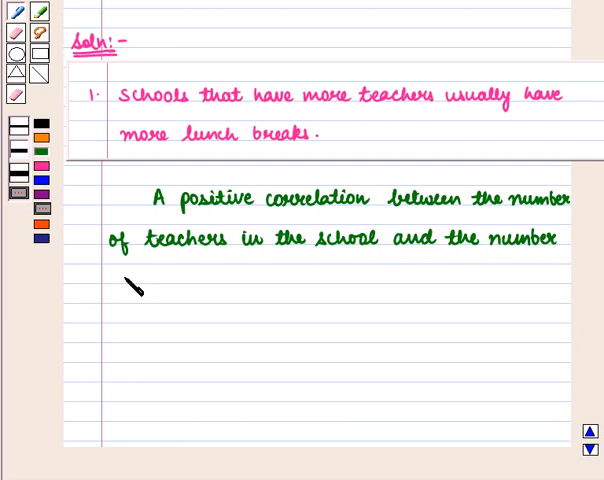 Soln:-
1. Schools that have more teachers usually have
more lunch breaks.
A positive correlation between the number
of teachers in the school and the number